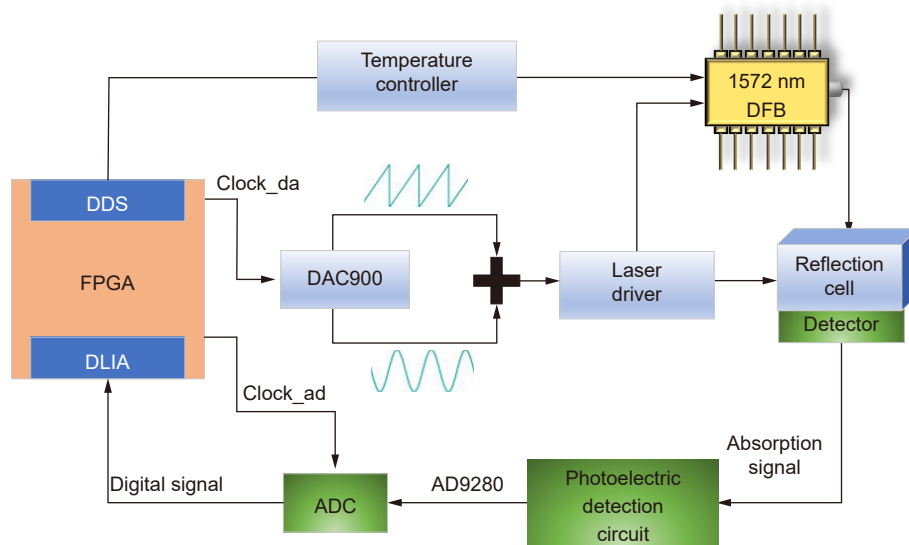 Temperature
controller
1572 nm
DFB
DDS
Clock_da
FPGA
DAC900
Laser
driver
Reflection
cell
Detector
DLIA
Clock_ad
Absorption
signal
Digital signal
ADC
AD9280
Photoelectric
detection
circuit